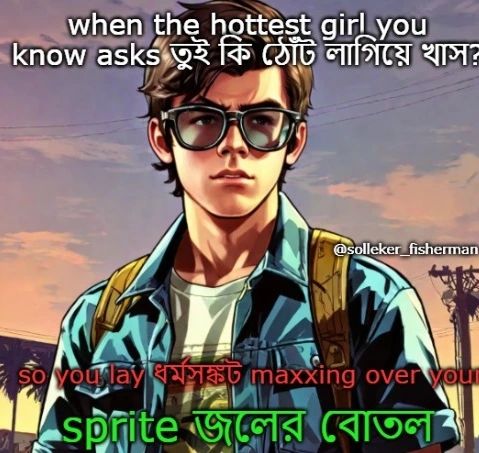 when the hottest girl you
know asks তুই কি ঠোঁট লাগিয়ে খাস?
@solleker_fisherman
so you lay ধর্মসঙ্কট maxxing over your
sprite জলের বোতল